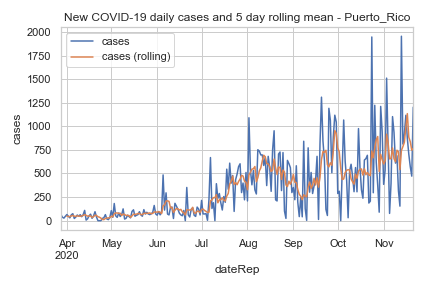 New COVID-19 daily cases and 5 day rolling mean - Puerto_Rico
cases
cases (rolling)
2000
1750
1500
1250
1000
750
500
250
0
cases
Apr May Jun Jul Aug Sep Oct Nov
2020
dateRep